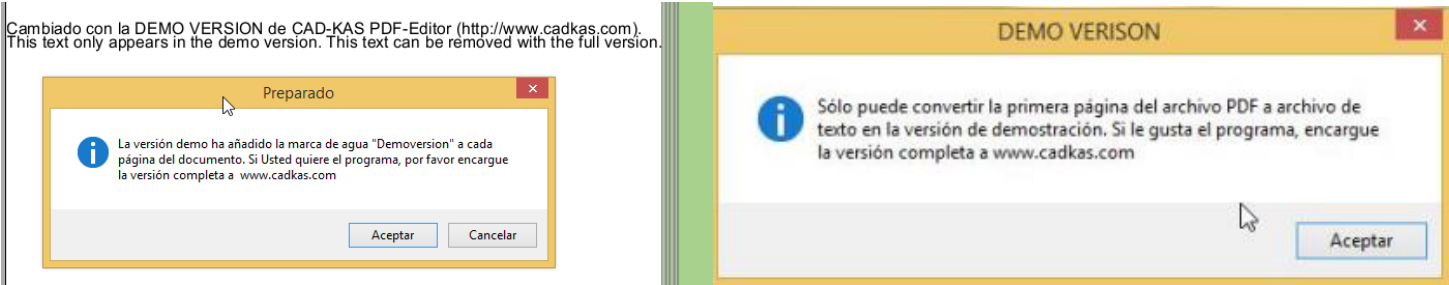 Cambiado con la DEMO VERSION de CAD-KAS PDF-Editor (http://www.cadkas.com).
This text only appears in the demo version. This text can be removed with the full version.
Preparado
La versión demo ha añadido la marca de agua "Demoversion" a cada
página del documento. Si Usted quiere el programa, por favor encargue
la versión completa a  www.cadkas.com
Aceptar
Cancelar
DEMO VERISON
Sólo puede convertir la primera página del archivo PDF a archivo de
texto en la versión de demostración. Si le gusta el programa, encargue
la versión completa a www.cadkas.com
Aceptar